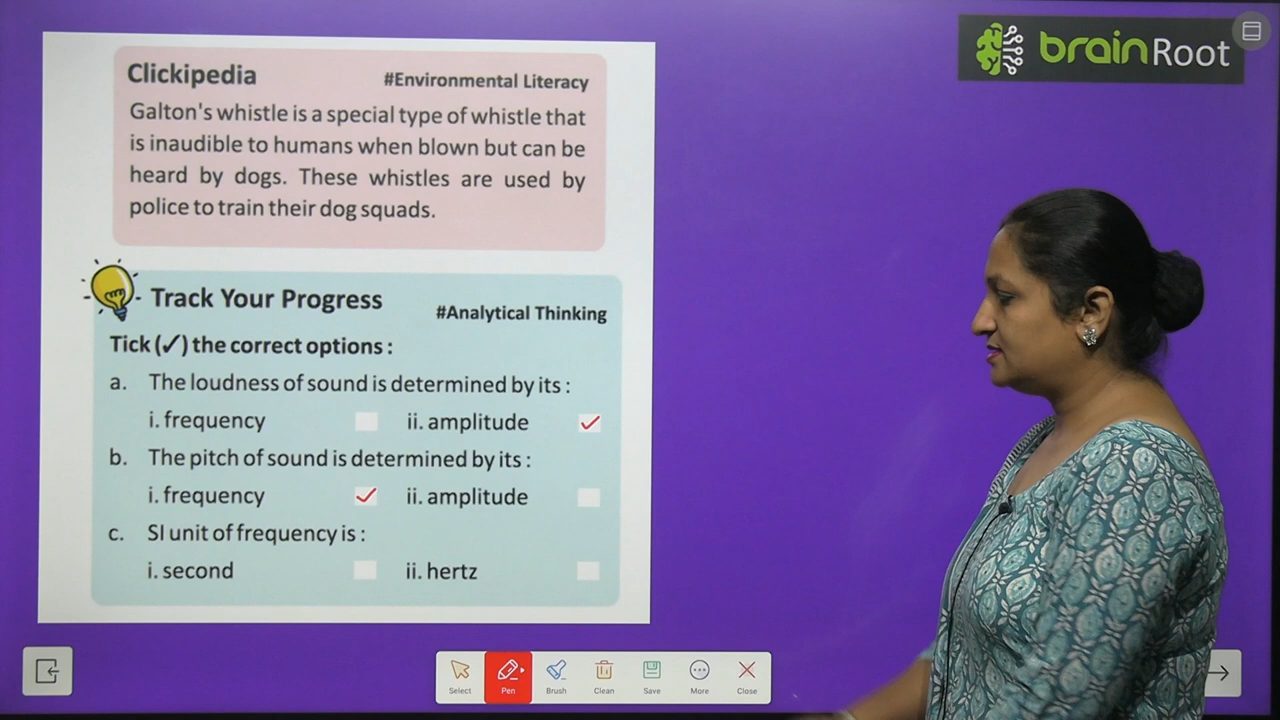 brainRoot
Clickipedia #Environmental Literacy
Galton's whistle is a special type of whistle that
is inaudible to humans when blown but can be
heard by dogs. These whistles are used by
police to train their dog squads.
Track Your Progress #Analytical Thinking
Tick (✓) the correct options :
a. The loudness of sound is determined by its :
i. frequency ii. amplitude ✓
b. The pitch of sound is determined by its :
i. frequency ✓ ii. amplitude
c. SI unit of frequency is :
i. second ii. hertz
Select Pen Brush Clean Save More Close